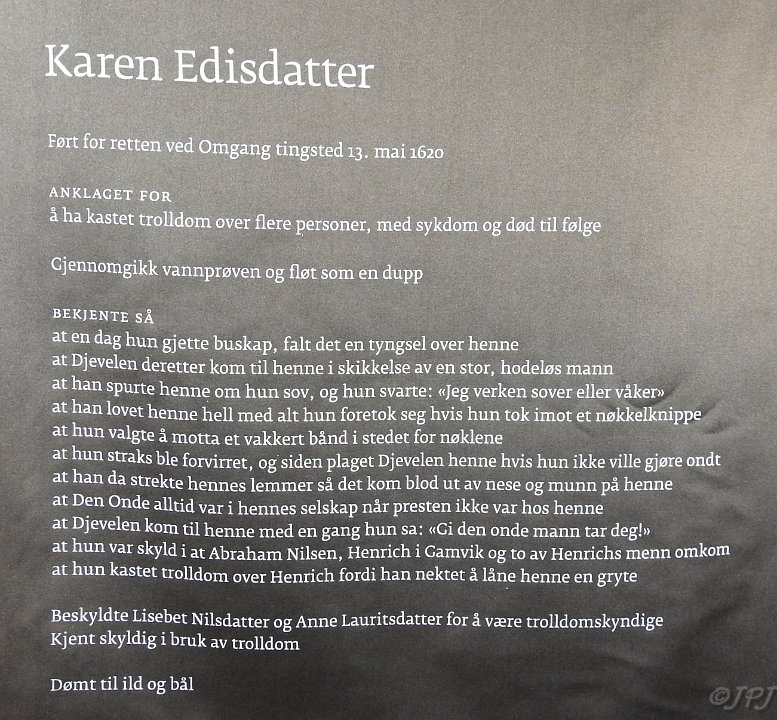 Karen Edisdatter
Ført for retten ved Omgang tingsted 13. mai 1620
ANKLAGET FOR
å ha kastet trolldom over flere personer, med sykdom og død til følge
Gjennomgikk vannprøven og fløt som en dupp
BEKJENTE SÅ
at en dag hun gjette buskap, falt det en tyngsel over henne
at Djevelen deretter kom til henne i skikkelse av en stor, hodeløs mann
at han spurte henne om hun sov, og hun svarte: «Jeg verken sover eller våker»
at han lovet henne hell med alt hun foretok seg hvis hun tok imot et nøkkelknippe
at hun valgte å motta et vakkert bånd i stedet for nøklene
at hun straks ble forvirret, og siden plaget Djevelen henne hvis hun ikke ville gjøre ondt
at han da strekte hennes lemmer så det kom blod ut av nese og munn på henne
at Den Onde alltid var i hennes selskap når presten ikke var hos henne
at Djevelen kom til henne med en gang hun sa: «Gi den onde mann tar deg!»
at hun var skyld i at Abraham Nilsen, Henrich i Gamvik og to av Henrichs menn omkom
at hun kastet trolldom over Henrich fordi han nektet å låne henne en gryte
Beskyldte Lisebet Nilsdatter og Anne Lauritsdatter for å være trolldomskyndige
Kjent skyldig i bruk av trolldom
Dømt til ild og bål
©JPJ